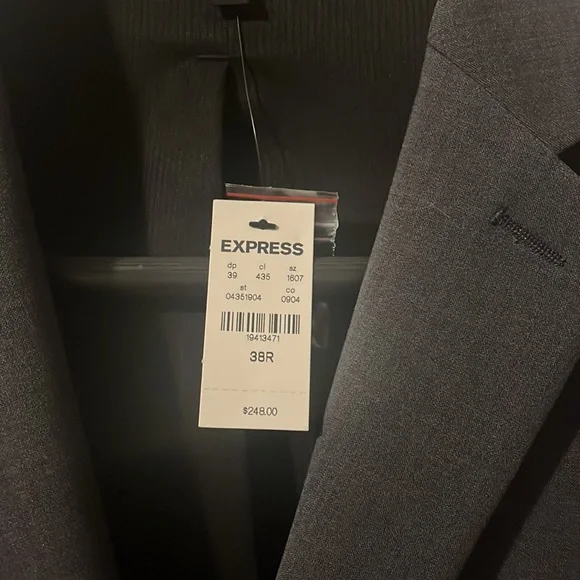 EXPRESS
dp cl sz
39 435 1607
st co
04351904 0904
19413471
38R
$248.00